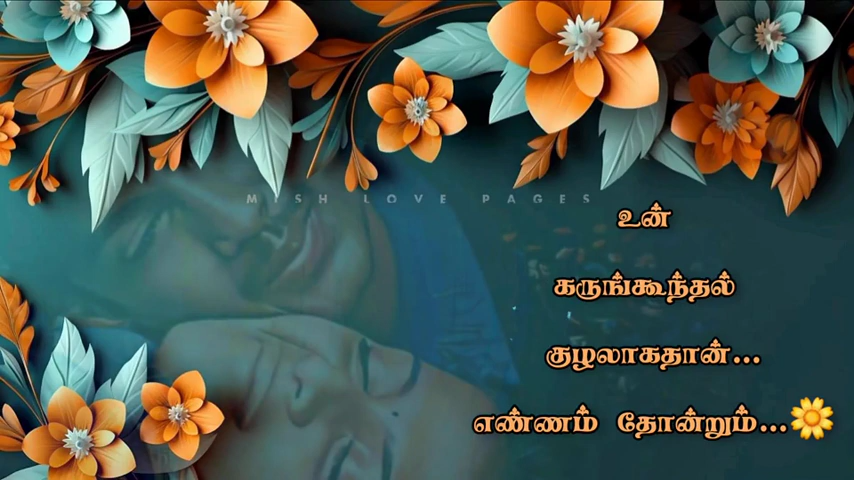 MISH LOVE PAGES
உன்
கருங்கூந்தல்
குழலாகதான்...
எண்ணம் தோன்றும்...🌼